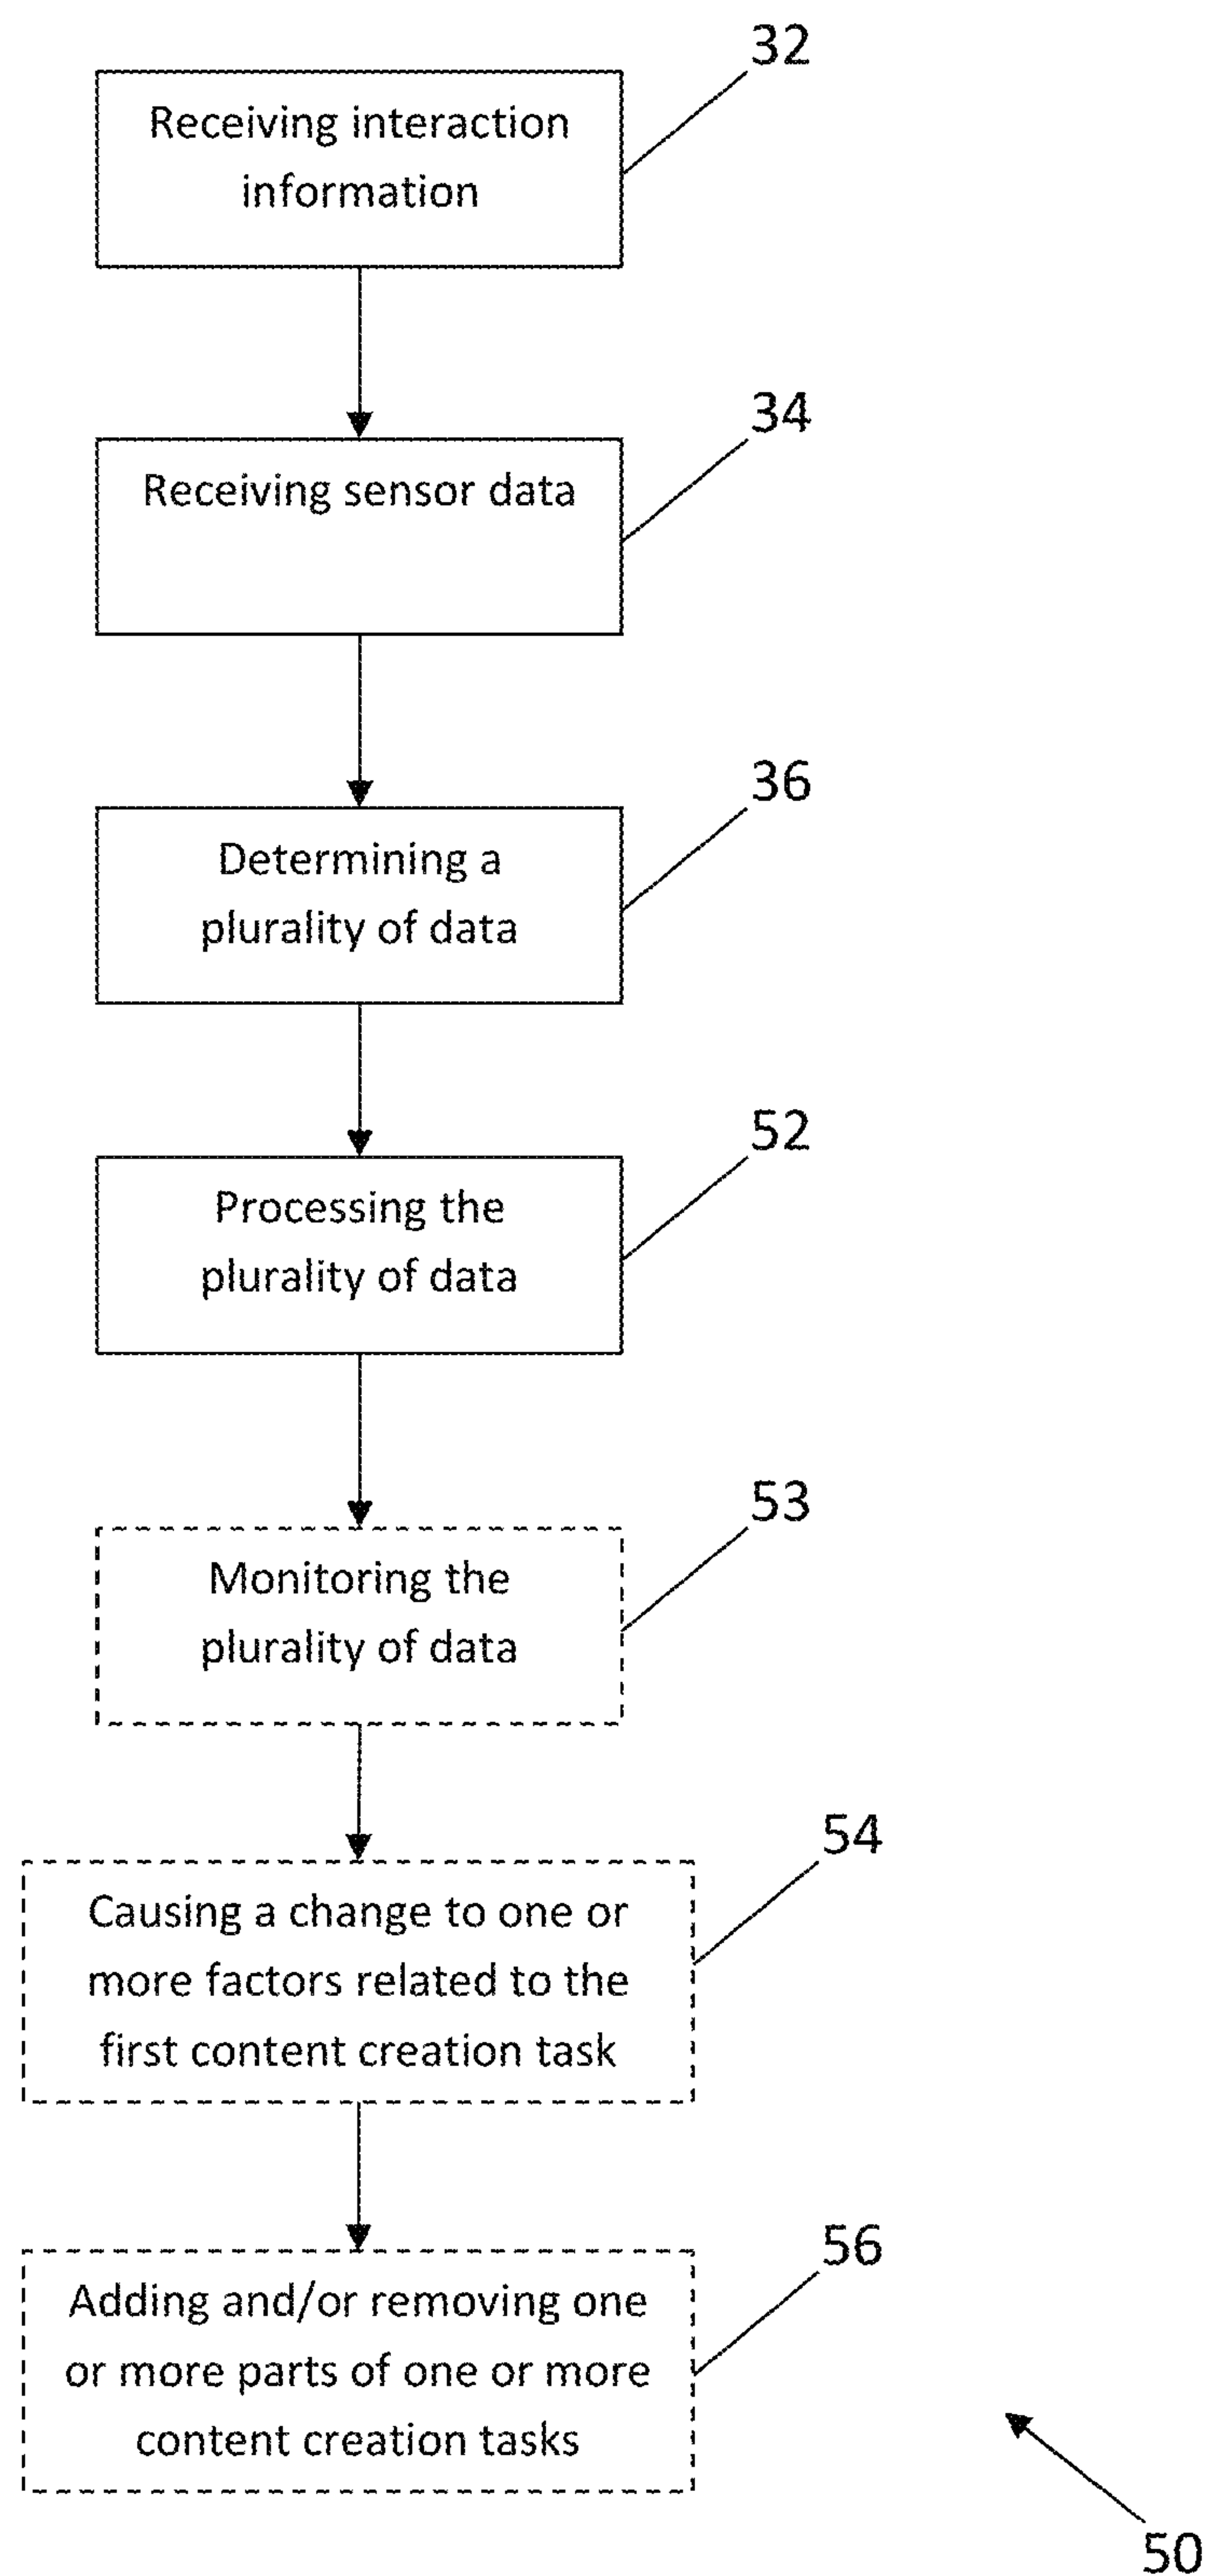 32
Receiving interaction
information
34
Receiving sensor data
36
Determining a
plurality of data
52
Processing the
plurality of data
53
Monitoring the
plurality of data
54
Causing a change to one or
more factors related to the
first content creation task
56
Adding and/or removing one
or more parts of one or more
content creation tasks
50